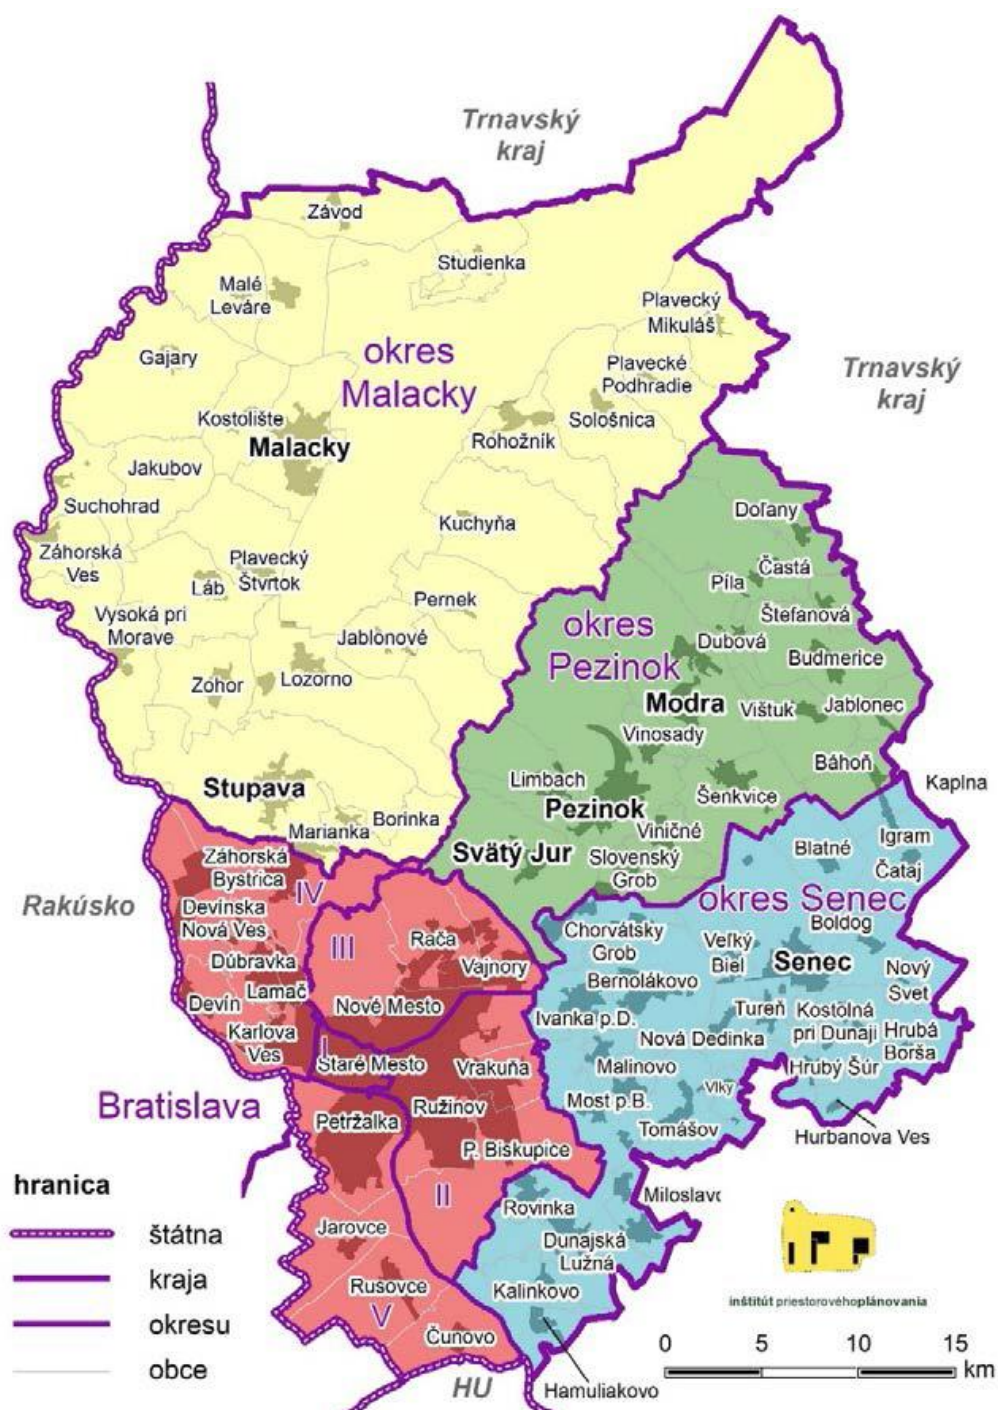 Trnavský
kraj
Závod
Studienka
Malé
Leváre
Plavecký
Mikuláš
Gajary
okres
Malacky
Plavecké
Podhradie
Trnavský
kraj
Kostolište
Sološnica
Malacky
Rohožník
Jakubov
Suchohrad
Doľany
Kuchyňa
Záhorská
Ves
Plavecký
Štvrtok
Láb
Častá
Píla
Pernek
Štefanová
Vysoká pri
Morave
okres
Pezinok
Jablonové
Dubová
Budmerice
Zohor
Lozorno
Modra
Vištuk
Jablonec
Vinosady
Báhoň
Limbach
Kaplna
Stupava
Šenkvice
Pezinok
Borinka
Marianka
Viničné
Igram
Blatné
Svätý Jur
Slovenský
Grob
Čataj
Záhorská
Bystrica
IV
okres Senec
Rakúsko
Devínska
Nová Ves
Boldog
Chorvátsky
Grob
III
Rača
Veľký
Biel
Dúbravka
Vajnory
Senec
Nový
Svet
Bernolákovo
Lamač
Devín
Nové Mesto
Ivanka p.D.
Tureň
Kostolná
pri Dunaji
Karlova
Ves
Nová Dedinka
Hrubá
Borša
I
Staré Mesto
Vrakuňa
Malinovo
Hrubý Šúr
Vlky
Bratislava
Ružinov
Most p.B.
Petržalka
Tomášov
Hurbanova Ves
P. Biskupice
hranica
II
Miloslavo
Rovinka
štátna
Jarovce
Dunajská
Lužná
kraja
Rusovce
Kalinkovo
inštitút priestorovéhoplánovania
V
okresu
Čunovo
0 5 10 15
km
obce
HU
Hamuliakovo